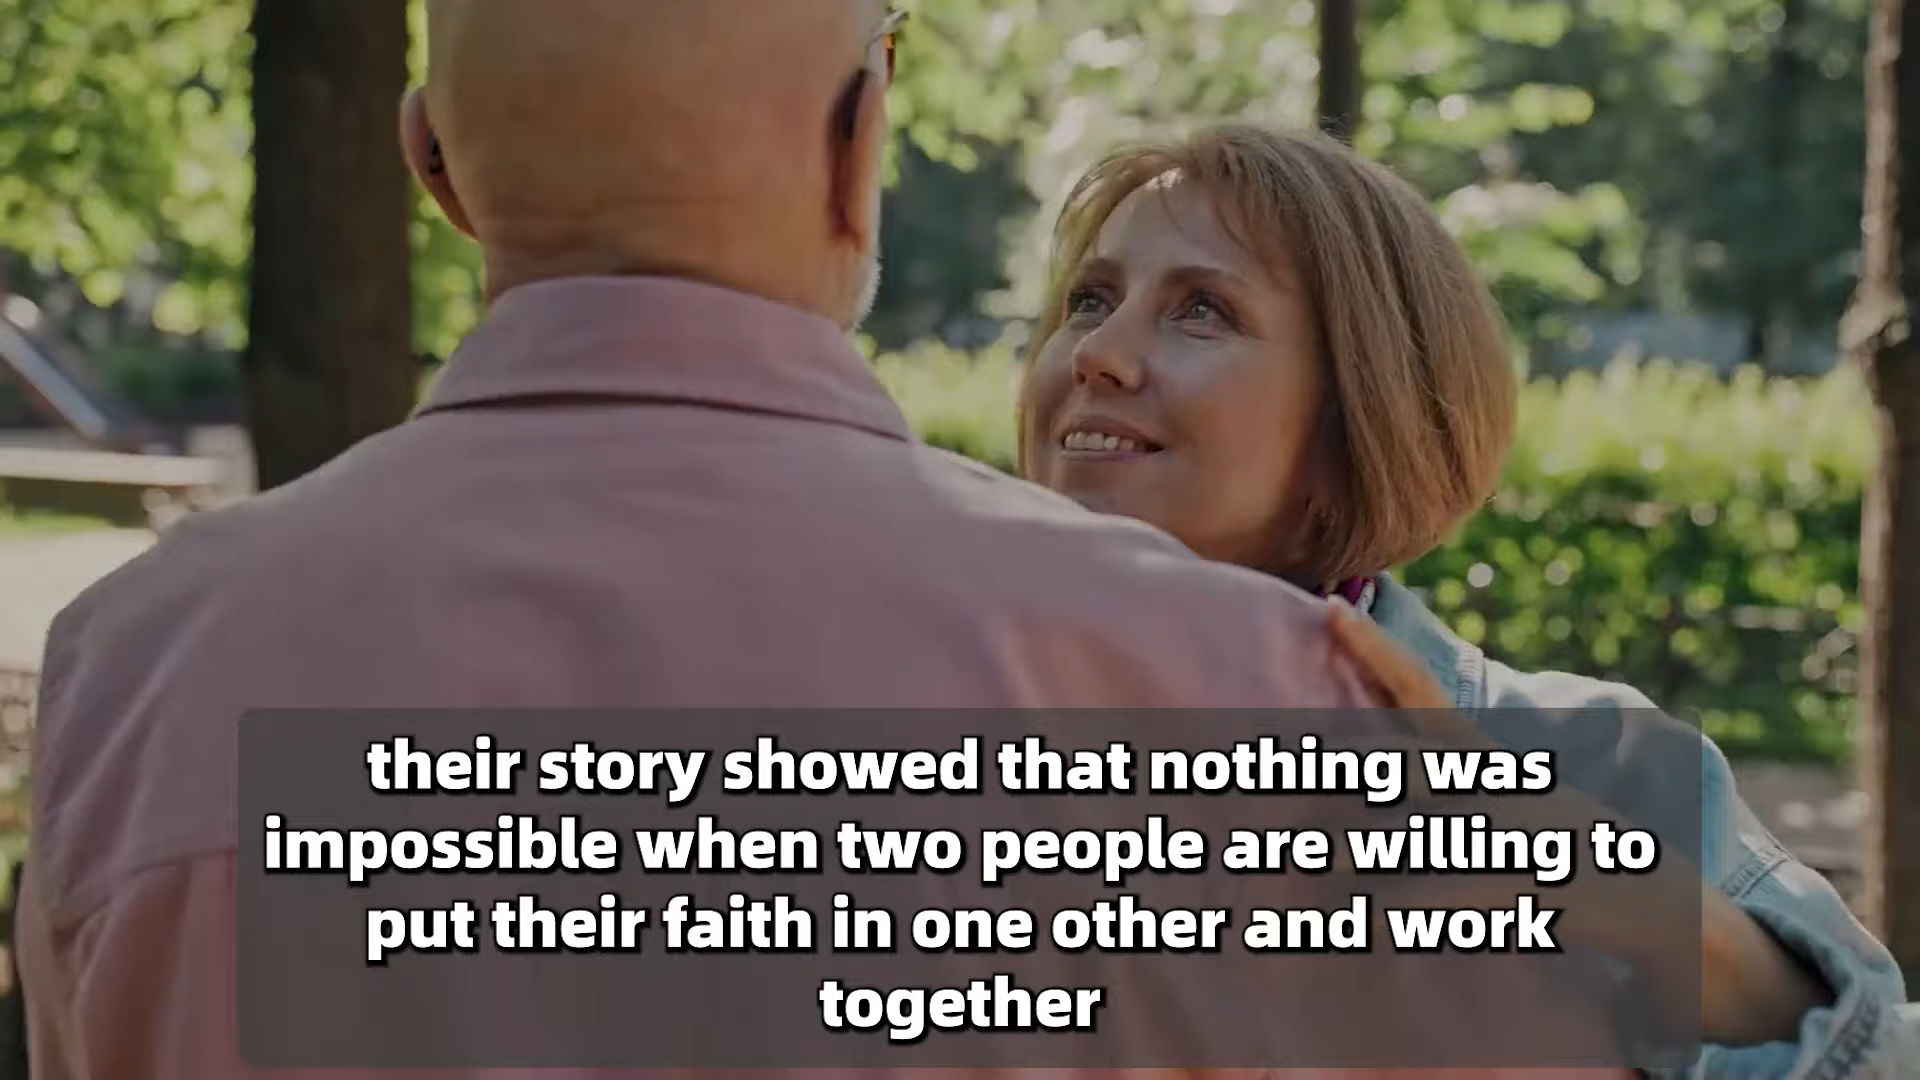 their story showed that nothing was
impossible when two people are willing to
put their faith in one other and work
together